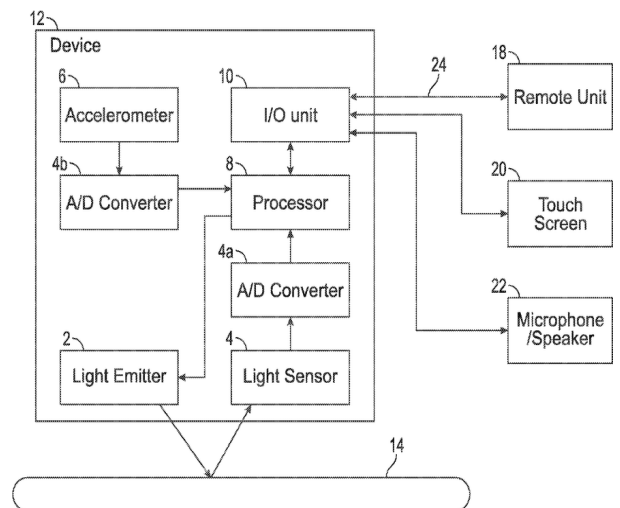 12
Device
6
Accelerometer
10
I/O unit
24
18
Remote Unit
4b
A/D Converter
8
Processor
20
Touch
Screen
4a
A/D Converter
22
Microphone
/Speaker
2
Light Emitter
4
Light Sensor
14